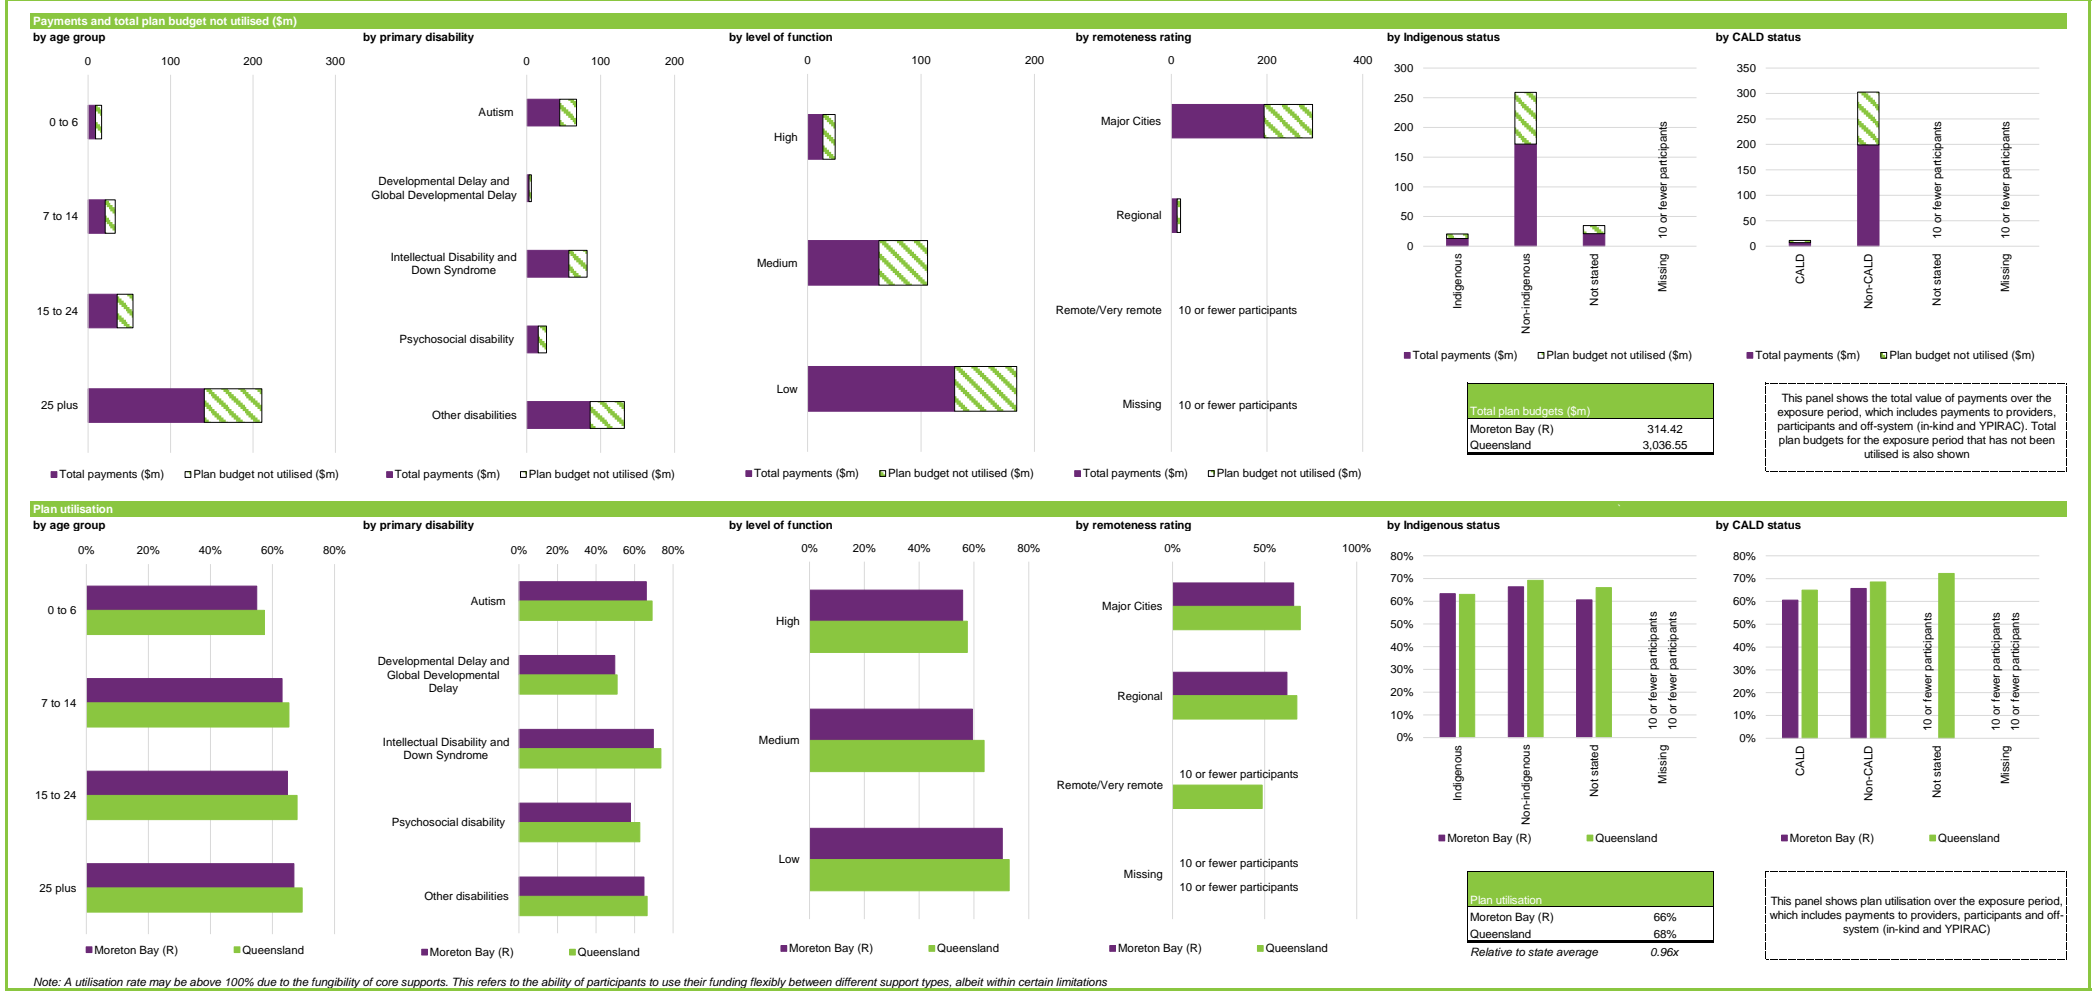 Payments and total plan budget not utilised ($m)
by age group
0 100 200 300
0 to 6
7 to 14
15 to 24
25 plus
Total payments ($m) Plan budget not utilised ($m)
by primary disability
0 100 200
Autism
Developmental Delay and
Global Developmental Delay
Intellectual Disability and
Down Syndrome
Psychosocial disability
Other disabilities
Total payments ($m) Plan budget not utilised ($m)
by level of function
0 100 200
High
Medium
Low
Total payments ($m) Plan budget not utilised ($m)
by remoteness rating
0 200 400
Major Cities
Regional
Remote/Very remote 10 or fewer participants
Missing 10 or fewer participants
Total payments ($m) Plan budget not utilised ($m)
by Indigenous status
300
250
200
150
100
50
0
10 or fewer participants
Indigenous
Non-indigenous
Not stated
Missing
Total payments ($m) Plan budget not utilised ($m)
Total plan budgets ($m)
Moreton Bay (R) 314.42
Queensland 3,036.55
by CALD status
350
300
250
200
150
100
50
0
10 or fewer participants
10 or fewer participants
CALD
Non-CALD
Not stated
Missing
Total payments ($m) Plan budget not utilised ($m)
This panel shows the total value of payments over the
exposure period, which includes payments to providers,
participants and off-system (in-kind and YPIRAC). Total
plan budgets for the exposure period that has not been
utilised is also shown
Plan utilisation
by age group
0% 20% 40% 60% 80%
0 to 6
7 to 14
15 to 24
25 plus
Moreton Bay (R) Queensland
by primary disability
0% 20% 40% 60% 80%
Autism
Developmental Delay and
Global Developmental
Delay
Intellectual Disability and
Down Syndrome
Psychosocial disability
Other disabilities
Moreton Bay (R) Queensland
by level of function
0% 20% 40% 60% 80%
High
Medium
Low
Moreton Bay (R) Queensland
by remoteness rating
0% 50% 100%
Major Cities
Regional
10 or fewer participants
Remote/Very remote
10 or fewer participants
Missing
10 or fewer participants
Moreton Bay (R) Queensland
by Indigenous status
80%
70%
60%
50%
40%
30%
20%
10%
0%
10 or fewer participants
10 or fewer participants
Indigenous
Non-indigenous
Not stated
Missing
Moreton Bay (R) Queensland
Plan utilisation
Moreton Bay (R) 66%
Queensland 68%
Relative to state average 0.96x
by CALD status
80%
70%
60%
50%
40%
30%
20%
10%
0%
10 or fewer participants
10 or fewer participants
10 or fewer participants
CALD
Non-CALD
Not stated
Missing
Moreton Bay (R) Queensland
This panel shows plan utilisation over the exposure period,
which includes payments to providers, participants and off-
system (in-kind and YPIRAC)
Note: A utilisation rate may be above 100% due to the fungibility of core supports. This refers to the ability of participants to use their funding flexibly between different support types, albeit within certain limitations